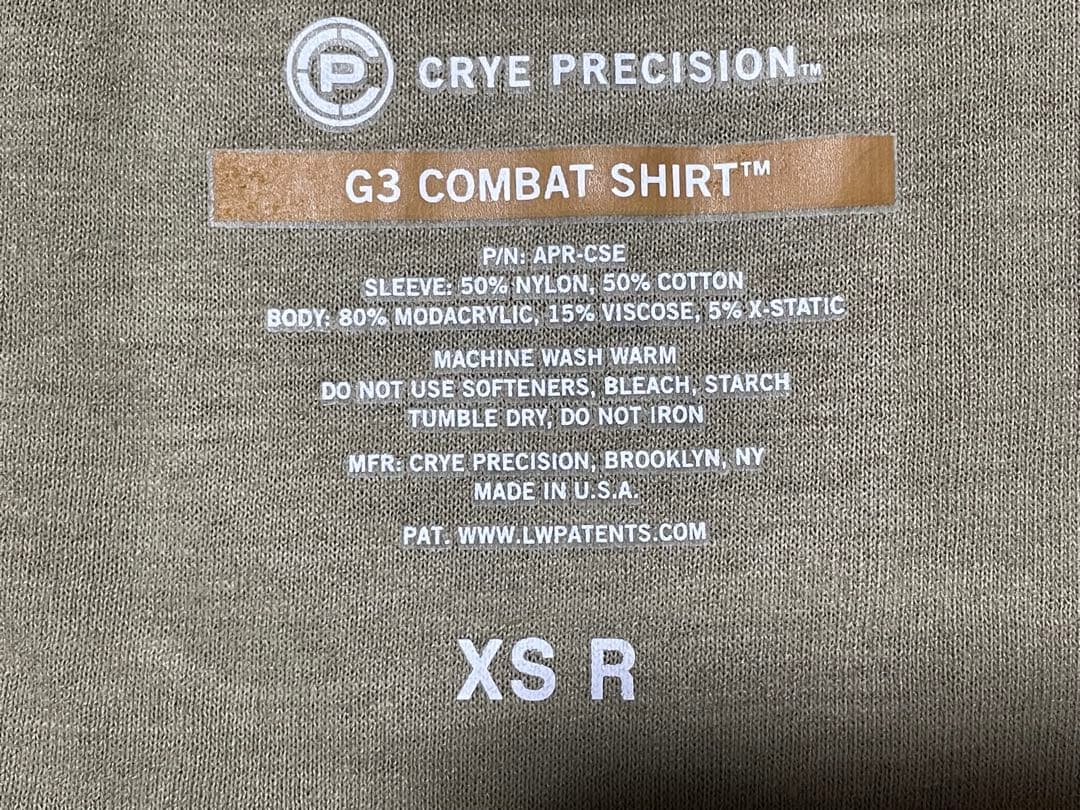 CP CRYE PRECISION™
G3 COMBAT SHIRT™
P/N: APR-CSE
SLEEVE: 50% NYLON, 50% COTTON
BODY: 80% MODACRYLIC, 15% VISCOSE, 5% X-STATIC
MACHINE WASH WARM
DO NOT USE SOFTENERS, BLEACH, STARCH
TUMBLE DRY, DO NOT IRON
MFR: CRYE PRECISION, BROOKLYN, NY
MADE IN U.S.A.
PAT. WWW.LWPATENTS.COM
XS R